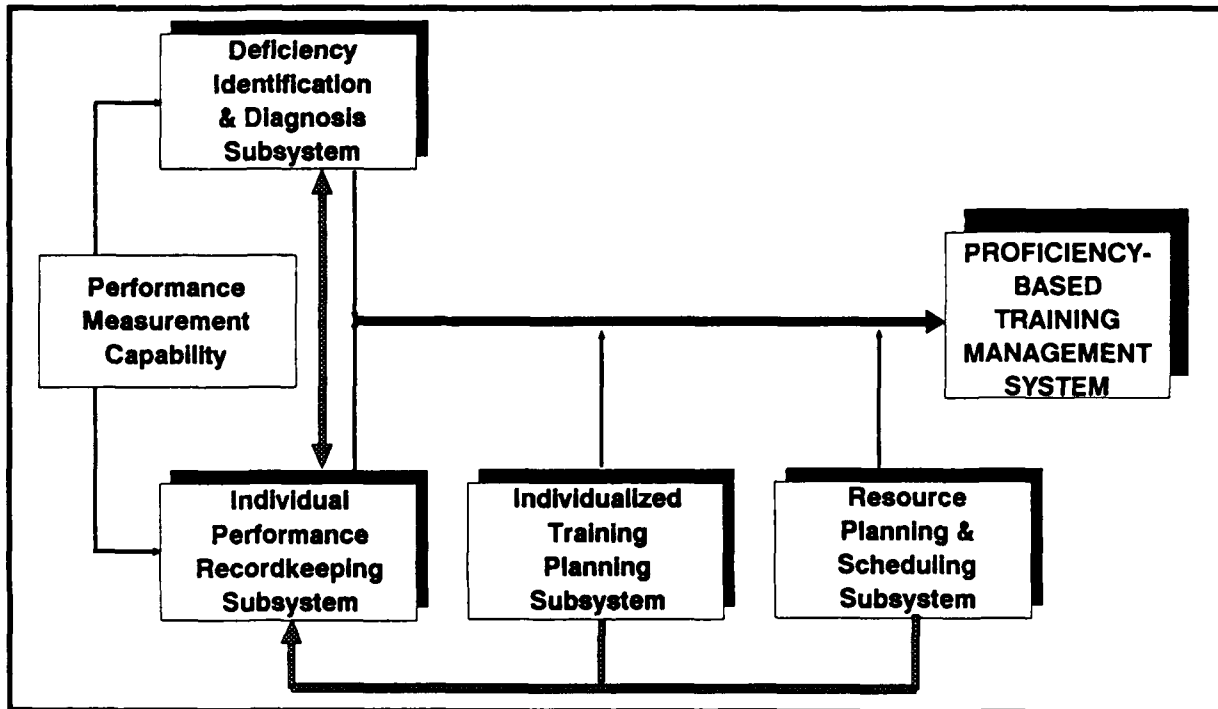 Deficiency
Identification
& Diagnosis
Subsystem
Performance
Measurement
Capability
PROFICIENCY-
BASED
TRAINING
MANAGEMENT
SYSTEM
Individual
Performance
Recordkeeping
Subsystem
Individualized
Training
Planning
Subsystem
Resource
Planning &
Scheduling
Subsystem